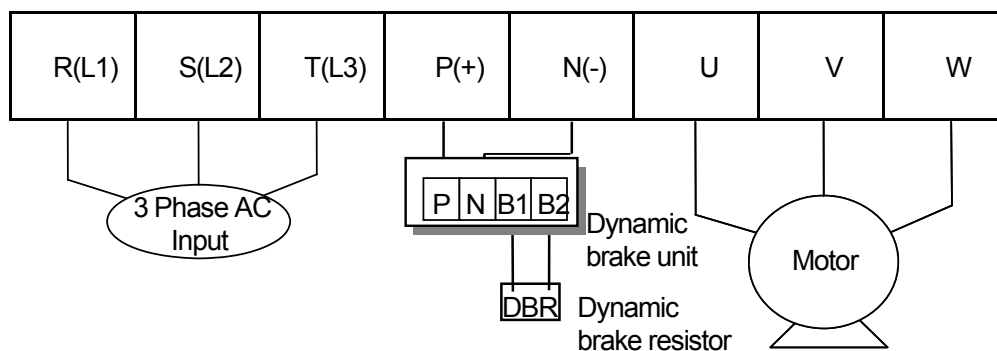 R(L1) S(L2) T(L3) P(+) N(-) U V W
3 Phase AC
Input
P N B1 B2
Dynamic
brake unit
DBR
Dynamic
brake resistor
Motor